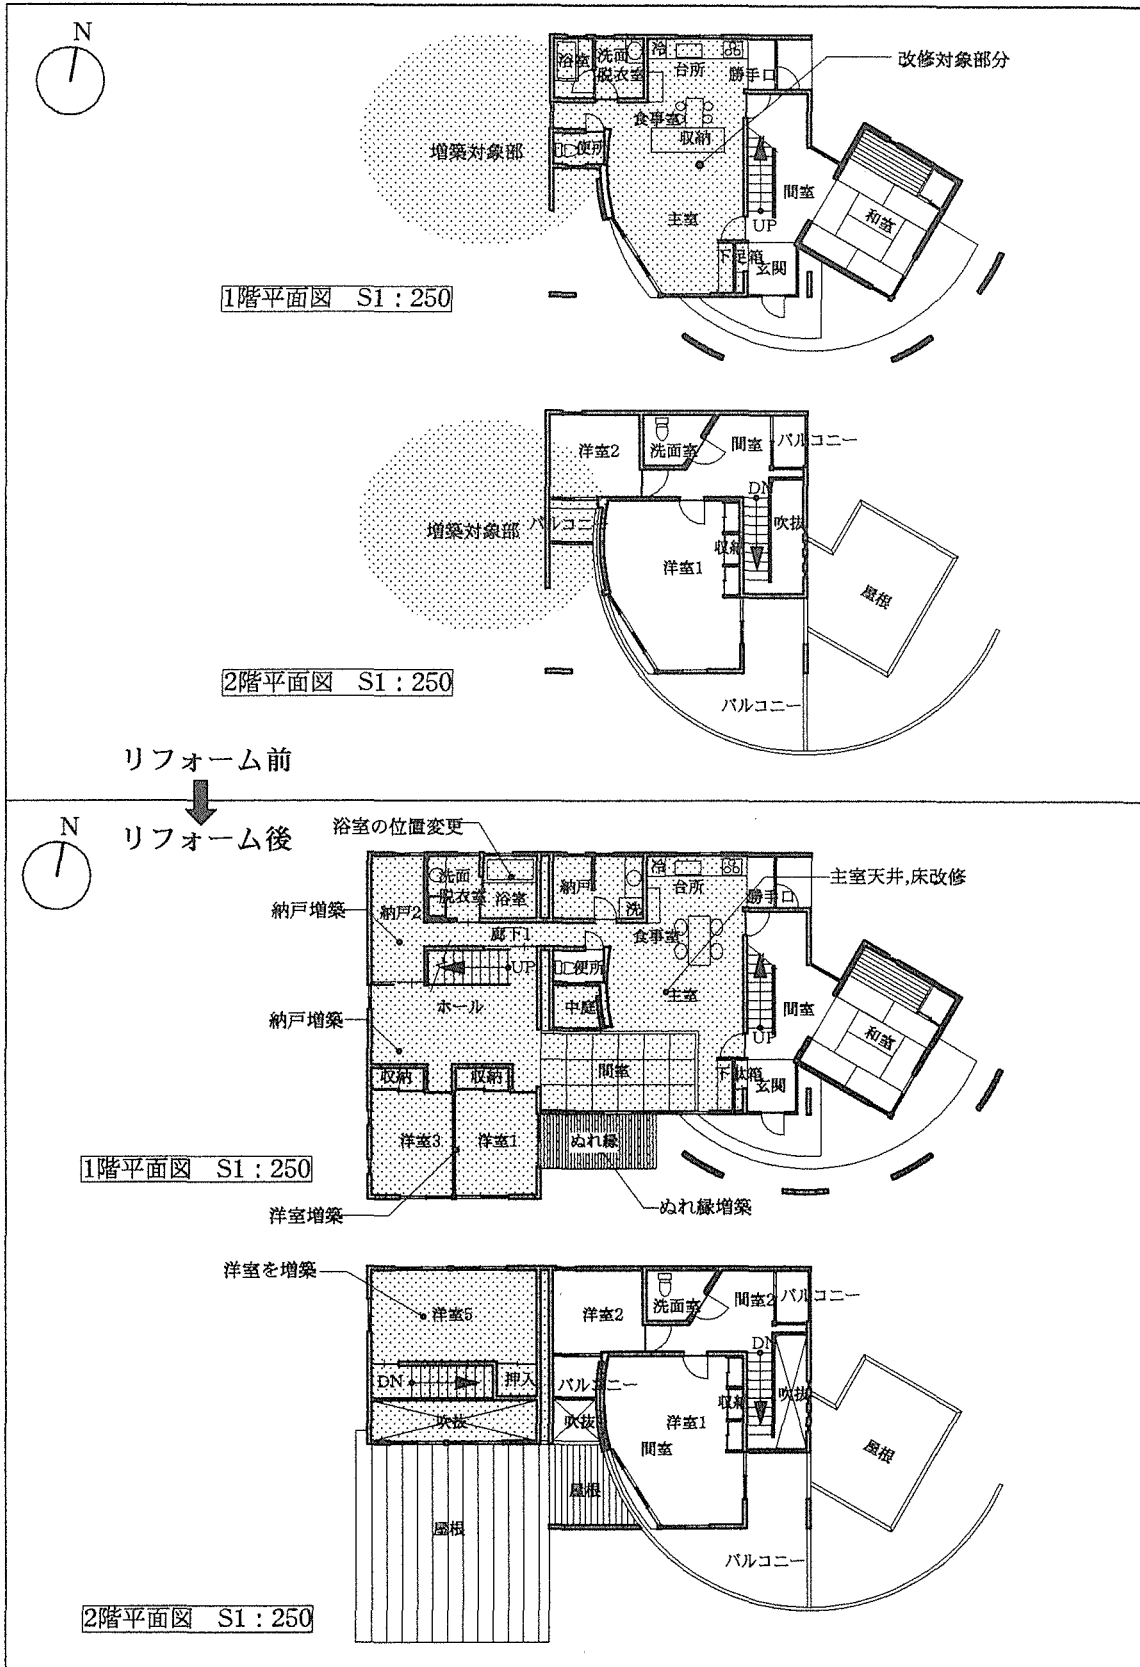 N
浴室
洗面
脱衣室
冷
台所
勝手口
改修対象部分
食事室
収納
便所
増築対象部
主室
間室
UP
和室
下足箱
玄関
1階平面図 S1:250
洋室2
洗面室
間室
バルコニー
DN
吹抜
増築対象部
バルコニ
洋室1
収納
屋根
2階平面図 S1:250
バルコニー
リフォーム前
リフォーム後
N
浴室の位置変更
洗面
脱衣室
浴室
納戸
洗
冷
台所
勝手口
主室天井,床改修
納戸増築
納戸2
廊下1
食事室
UP
便所
主室
ホール
中庭
間室
UP
和室
納戸増築
収納
収納
間室
下駄箱
玄関
洋室3
洋室1
ぬれ縁
1階平面図 S1:250
洋室増築
ぬれ縁増築
洋室を増築
洋室5
洋室2
洗面室
間室2
バルコニー
DN
DN
押入
バルコニー
吹抜
吹抜
吹抜
洋室1
収納
間室
屋根
屋根
屋根
バルコニー
2階平面図 S1:250